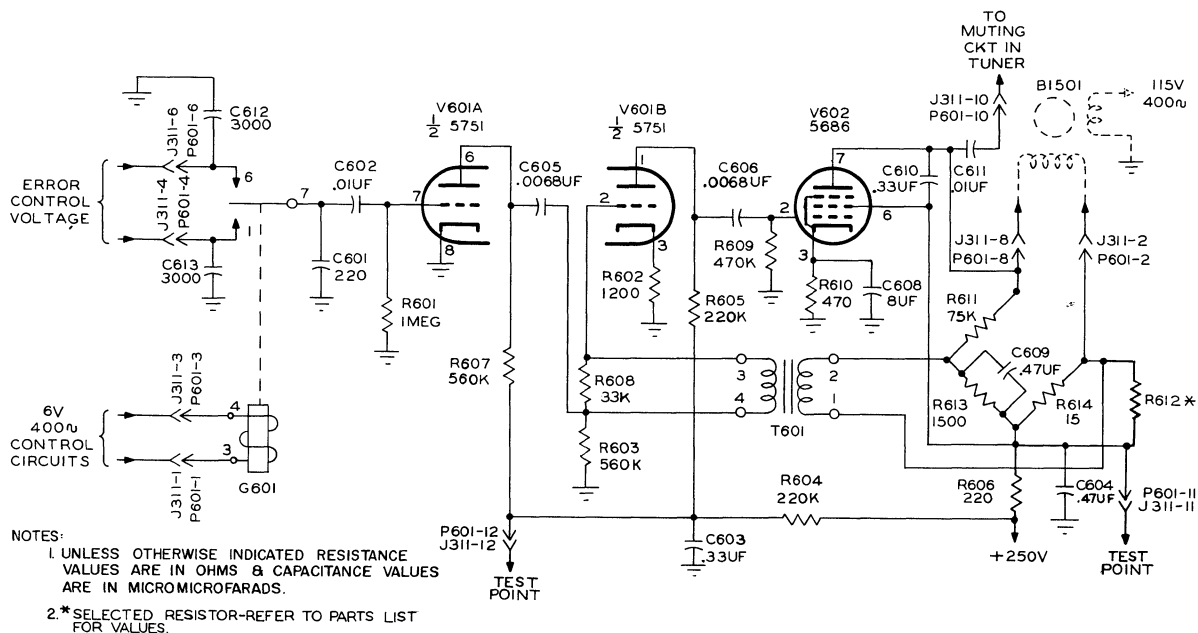 TO
MUTING
CKT IN
TUNER
J311-10
P601-10
B1501
115V
400~
C612
3000
J311-6
P601-6
J311-4
P601-4
ERROR
CONTROL
VOLTAGE
6
7
1
C613
3000
C602
.01UF
C601
220
R601
1MEG
V601A
1/2 5751
6
7
8
C605
.0068UF
V601B
1/2 5751
1
2
3
R602
1200
C606
.0068UF
R609
470K
R605
220K
V602
5686
7
2
6
3
R610
470
C608
8UF
C610
.33UF
C611
.01UF
J311-8
P601-8
J311-2
P601-2
R611
75K
C609
.47UF
R613
1500
R614
15
R612*
R607
560K
R608
33K
R603
560K
3
4
T601
2
1
R604
220K
R606
220
C604
.47UF
P601-11
J311-11
TEST
POINT
+250V
C603
.33UF
P601-12
J311-12
TEST
POINT
6V
400~
CONTROL
CIRCUITS
J311-3
P601-3
J311-1
P601-1
4
3
G601
NOTES:
1. UNLESS OTHERWISE INDICATED RESISTANCE
VALUES ARE IN OHMS & CAPACITANCE VALUES
ARE IN MICROMICROFARADS.
2.* SELECTED RESISTOR-REFER TO PARTS LIST
FOR VALUES.